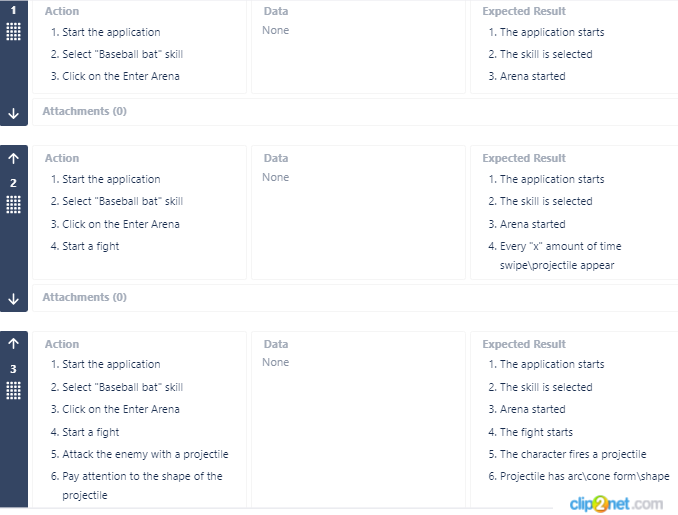 1
Action
1. Start the application
2. Select "Baseball bat" skill
3. Click on the Enter Arena
Data
None
Expected Result
1. The application starts
2. The skill is selected
3. Arena started
Attachments (0)
2
Action
1. Start the application
2. Select "Baseball bat" skill
3. Click on the Enter Arena
4. Start a fight
Data
None
Expected Result
1. The application starts
2. The skill is selected
3. Arena started
4. Every "x" amount of time
swipe\projectile appear
Attachments (0)
3
Action
1. Start the application
2. Select "Baseball bat" skill
3. Click on the Enter Arena
4. Start a fight
5. Attack the enemy with a projectile
6. Pay attention to the shape of the
projectile
Data
None
Expected Result
1. The application starts
2. The skill is selected
3. Arena started
4. The fight starts
5. The character fires a projectile
6. Projectile has arc\cone form\shape
clip2net.com